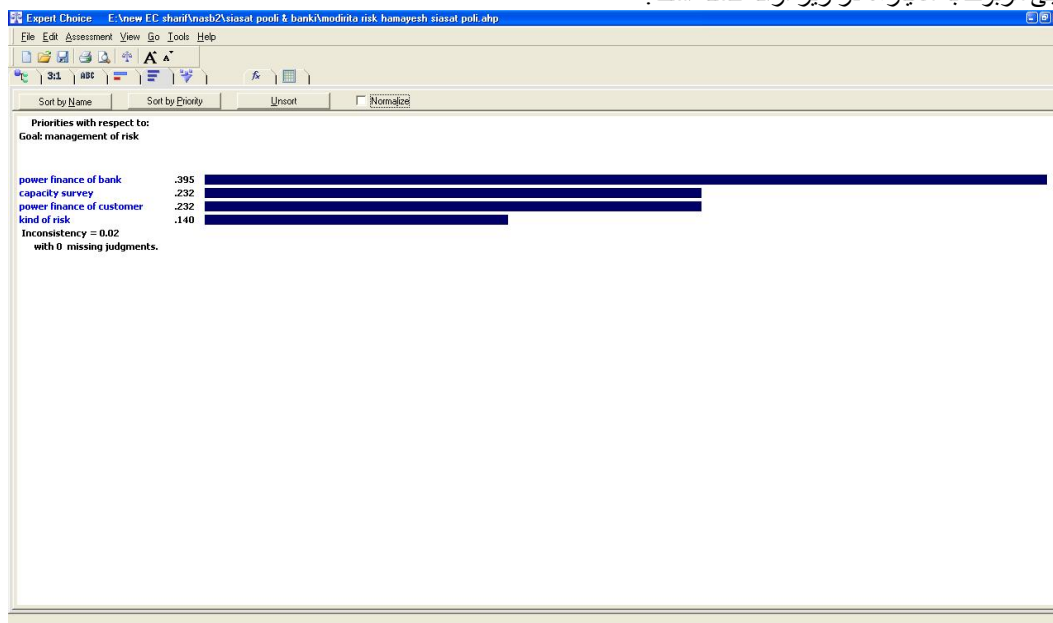 Expert Choice E:\new EC sharif\nasb2\siasat pooli & banki\modirita risk hamayesh siasat poli.ahp
File Edit Assessment View Go Tools Help
A A
3:1 ABC fx
Sort by Name Sort by Priority Unsort Normalize
Priorities with respect to:
Goal: management of risk
power finance of bank .395
capacity survey .232
power finance of customer .232
kind of risk .140
Inconsistency = 0.02
with 0 missing judgments.